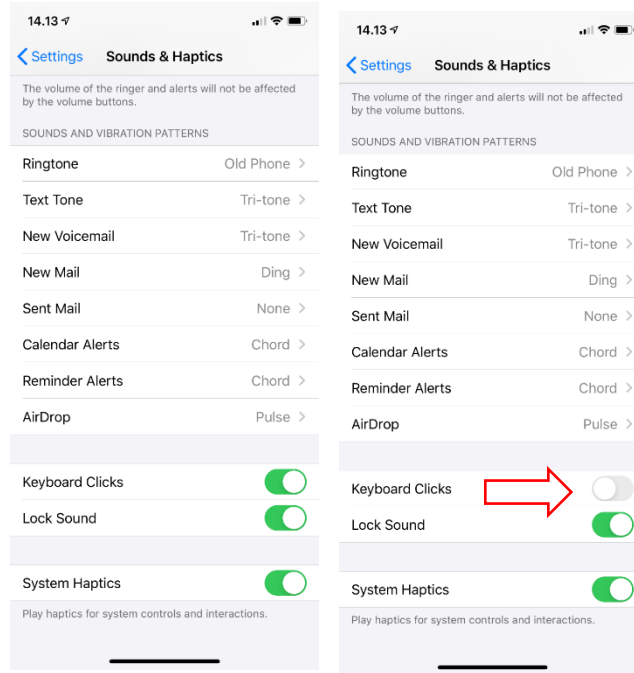 14.13
Settings Sounds & Haptics
The volume of the ringer and alerts will not be affected
by the volume buttons.
SOUNDS AND VIBRATION PATTERNS
Ringtone Old Phone
Text Tone Tri-tone
New Voicemail Tri-tone
New Mail Ding
Sent Mail None
Calendar Alerts Chord
Reminder Alerts Chord
AirDrop Pulse
Keyboard Clicks
Lock Sound
System Haptics
Play haptics for system controls and interactions.
14.13
Settings Sounds & Haptics
The volume of the ringer and alerts will not be affected
by the volume buttons.
SOUNDS AND VIBRATION PATTERNS
Ringtone Old Phone
Text Tone Tri-tone
New Voicemail Tri-tone
New Mail Ding
Sent Mail None
Calendar Alerts Chord
Reminder Alerts Chord
AirDrop Pulse
Keyboard Clicks
Lock Sound
System Haptics
Play haptics for system controls and interactions.